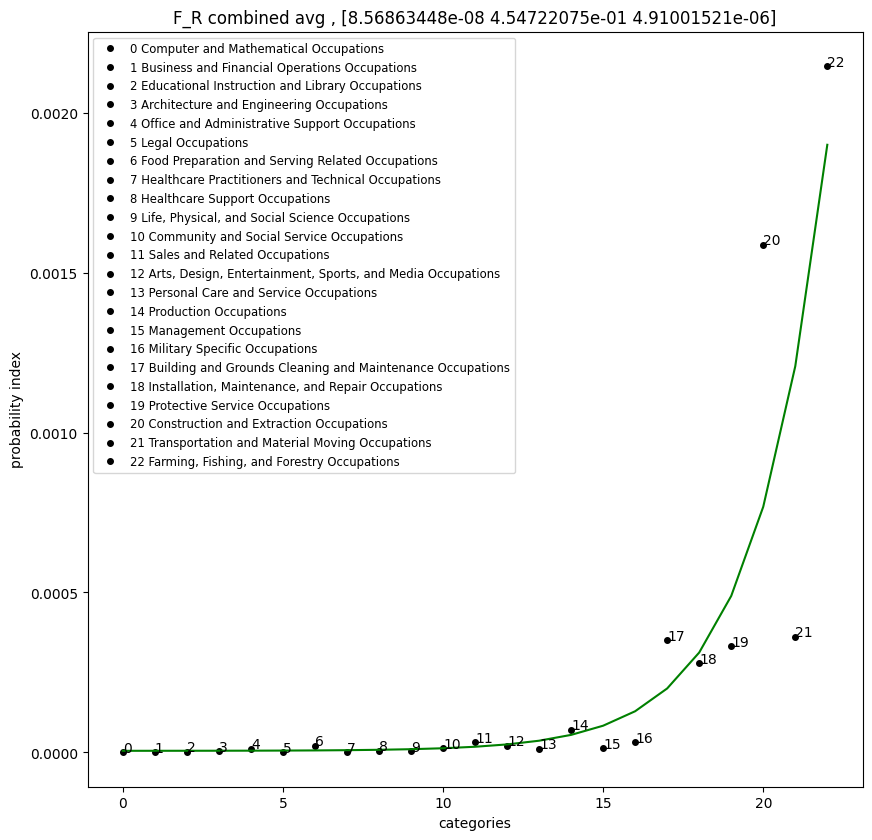 F_R combined avg , [8.56863448e-08 4.54722075e-01 4.91001521e-06]
0 Computer and Mathematical Occupations
1 Business and Financial Operations Occupations
2 Educational Instruction and Library Occupations
3 Architecture and Engineering Occupations
4 Office and Administrative Support Occupations
5 Legal Occupations
6 Food Preparation and Serving Related Occupations
7 Healthcare Practitioners and Technical Occupations
8 Healthcare Support Occupations
9 Life, Physical, and Social Science Occupations
10 Community and Social Service Occupations
11 Sales and Related Occupations
12 Arts, Design, Entertainment, Sports, and Media Occupations
13 Personal Care and Service Occupations
14 Production Occupations
15 Management Occupations
16 Military Specific Occupations
17 Building and Grounds Cleaning and Maintenance Occupations
18 Installation, Maintenance, and Repair Occupations
19 Protective Service Occupations
20 Construction and Extraction Occupations
21 Transportation and Material Moving Occupations
22 Farming, Fishing, and Forestry Occupations
probability index
0.0020
0.0015
0.0010
0.0005
0.0000
0 1 2 3 4 5 6 7 8 9 10 11 12 13 14 15 16 17 18 19 20 21 22
0 5 10 15 20
categories